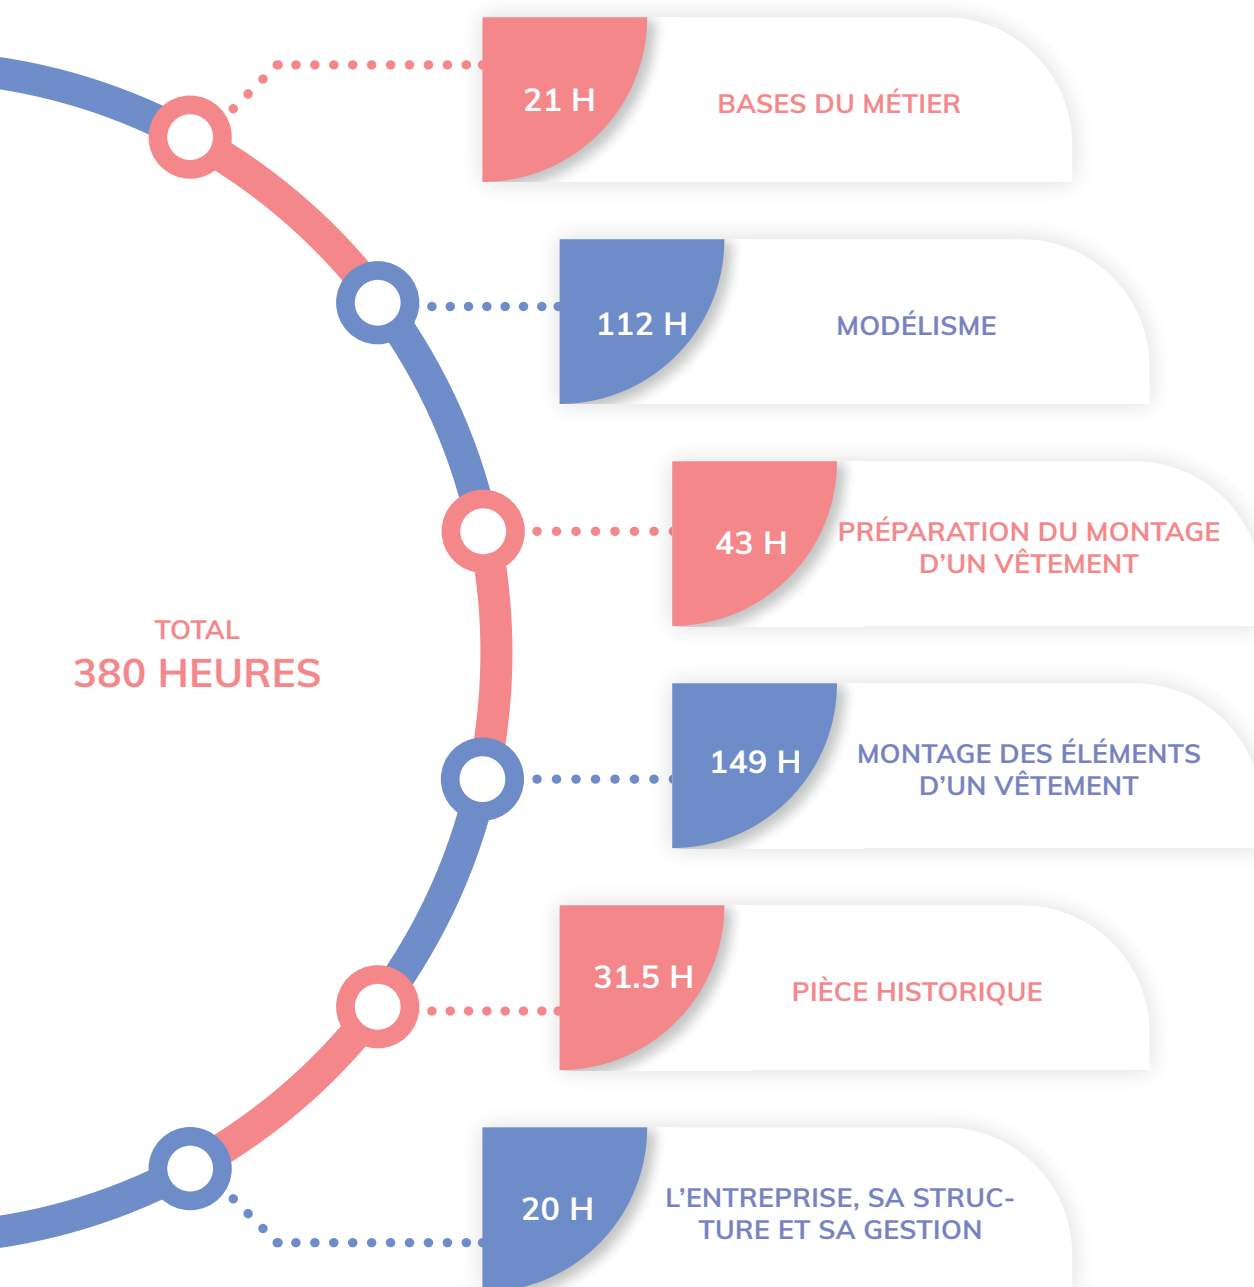 21 H
BASES DU MÉTIER
112 H
MODÉLISME
43 H
PRÉPARATION DU MONTAGE
D’UN VÊTEMENT
TOTAL
380 HEURES
149 H
MONTAGE DES ÉLÉMENTS
D’UN VÊTEMENT
31.5 H
PIÈCE HISTORIQUE
20 H
L’ENTREPRISE, SA STRUC-
TURE ET SA GESTION